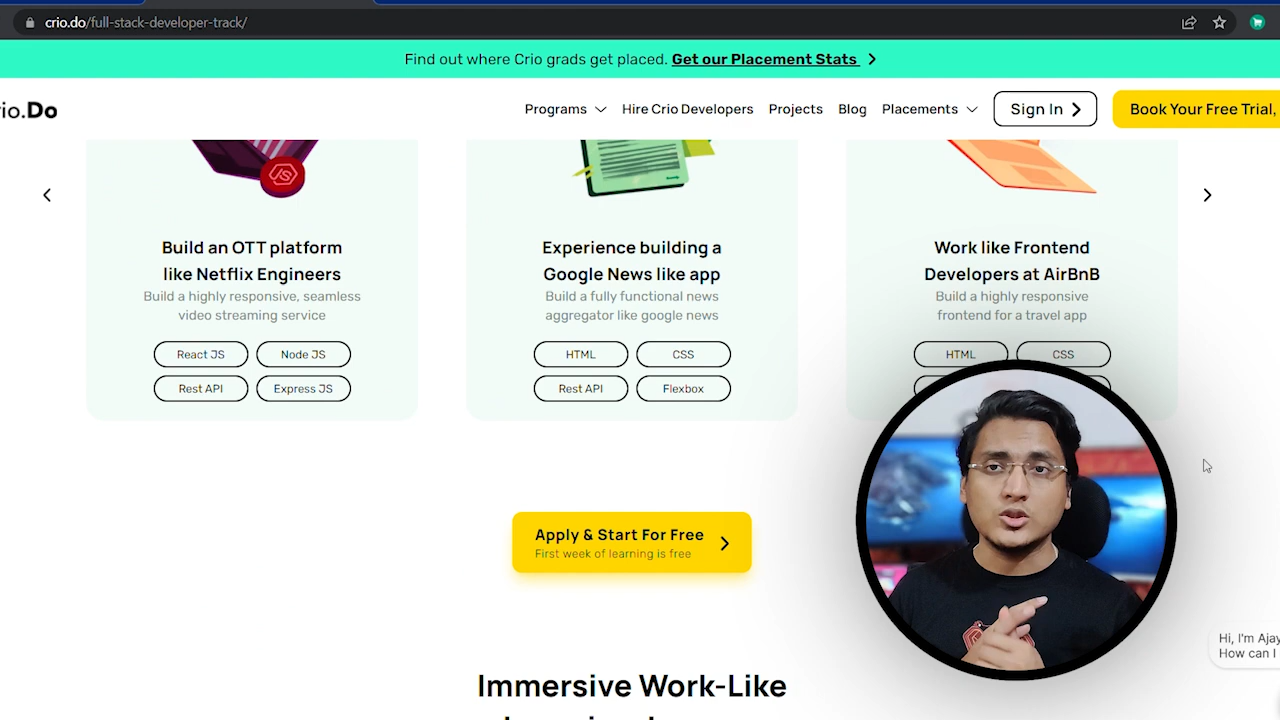 crio.do/full-stack-developer-track/
Find out where Crio grads get placed. Get our Placement Stats
io.Do
Programs
Hire Crio Developers
Projects
Blog
Placements
Sign In
Book Your Free Trial,
JS
Build an OTT platform
like Netflix Engineers
Build a highly responsive, seamless
video streaming service
React JS
Node JS
Rest API
Express JS
Experience building a
Google News like app
Build a fully functional news
aggregator like google news
HTML
CSS
Rest API
Flexbox
Work like Frontend
Developers at AirBnB
Build a highly responsive
frontend for a travel app
HTML
CSS
Apply & Start For Free
First week of learning is free
Hi, I'm Ajay
How can I
Immersive Work-Like